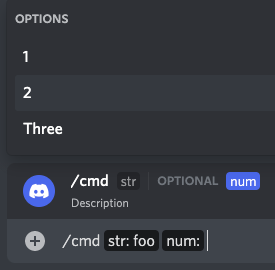 OPTIONS
1
2
Three
/cmd str OPTIONAL num
Description
/cmd str: foo num: